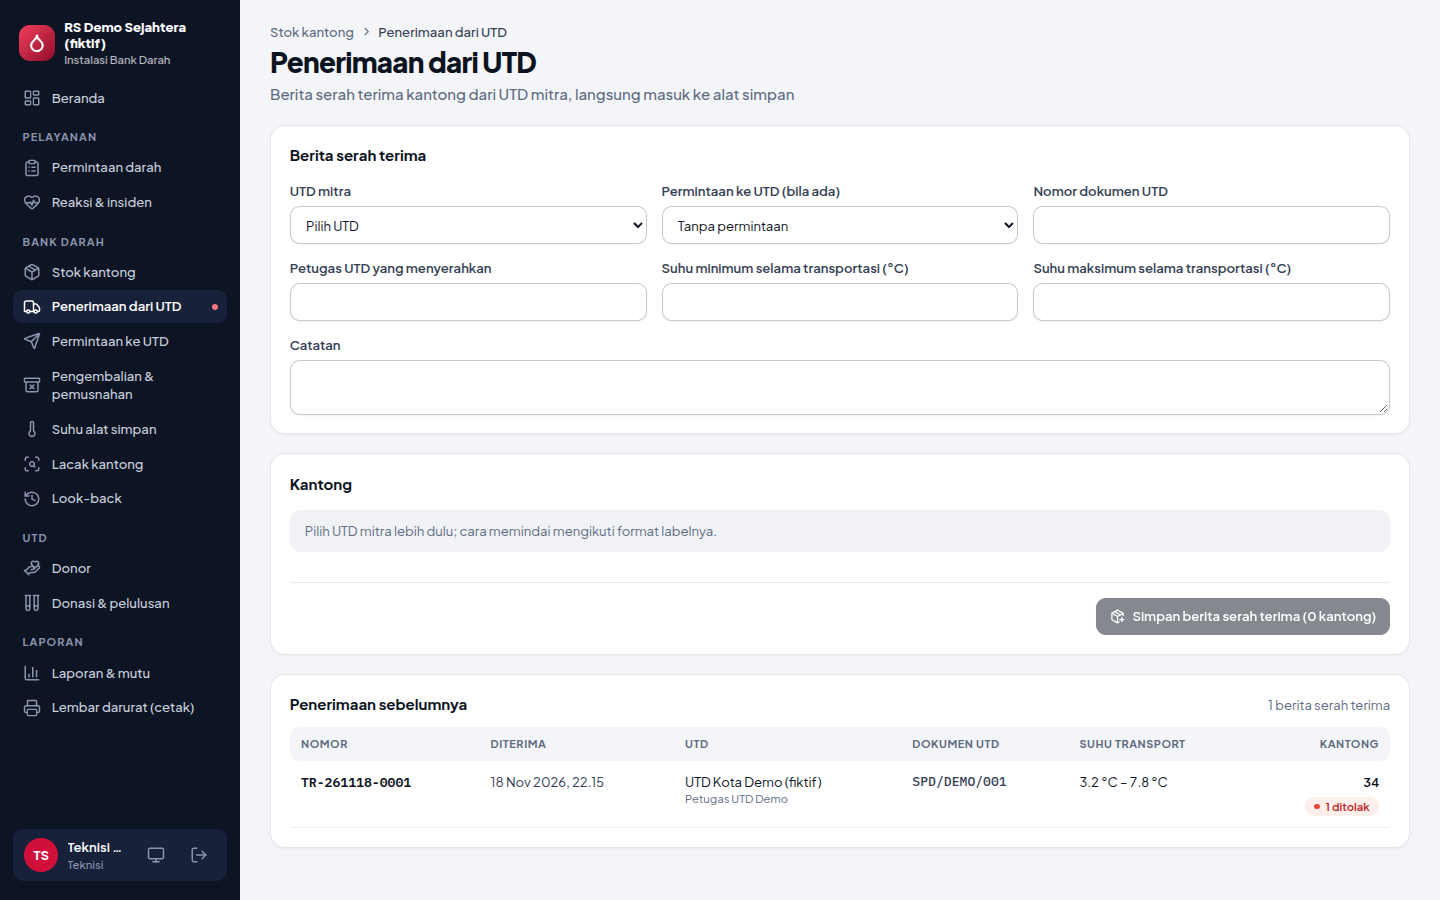 RS Demo Sejahtera
(fiktif)
Instalasi Bank Darah
Beranda
PELAYANAN
Permintaan darah
Reaksi & insiden
BANK DARAH
Stok kantong
Penerimaan dari UTD
Permintaan ke UTD
Pengembalian &
pemusnahan
Suhu alat simpan
Lacak kantong
Look-back
UTD
Donor
Donasi & pelulusan
LAPORAN
Laporan & mutu
Lembar darurat (cetak)
TS
Teknisi ...
Teknisi
Stok kantong > Penerimaan dari UTD
Penerimaan dari UTD
Berita serah terima kantong dari UTD mitra, langsung masuk ke alat simpan
Berita serah terima
UTD mitra
Permintaan ke UTD (bila ada)
Nomor dokumen UTD
Pilih UTD
Tanpa permintaan
Petugas UTD yang menyerahkan
Suhu minimum selama transportasi (°C)
Suhu maksimum selama transportasi (°C)
Catatan
Kantong
Pilih UTD mitra lebih dulu; cara memindai mengikuti format labelnya.
Simpan berita serah terima (0 kantong)
Penerimaan sebelumnya
1 berita serah terima
NOMOR DITERIMA UTD DOKUMEN UTD SUHU TRANSPORT KANTONG
TR-261118-0001 18 Nov 2026, 22.15 UTD Kota Demo (fiktif) SPD/DEMO/001 3.2 °C – 7.8 °C 34
Petugas UTD Demo
1 ditolak